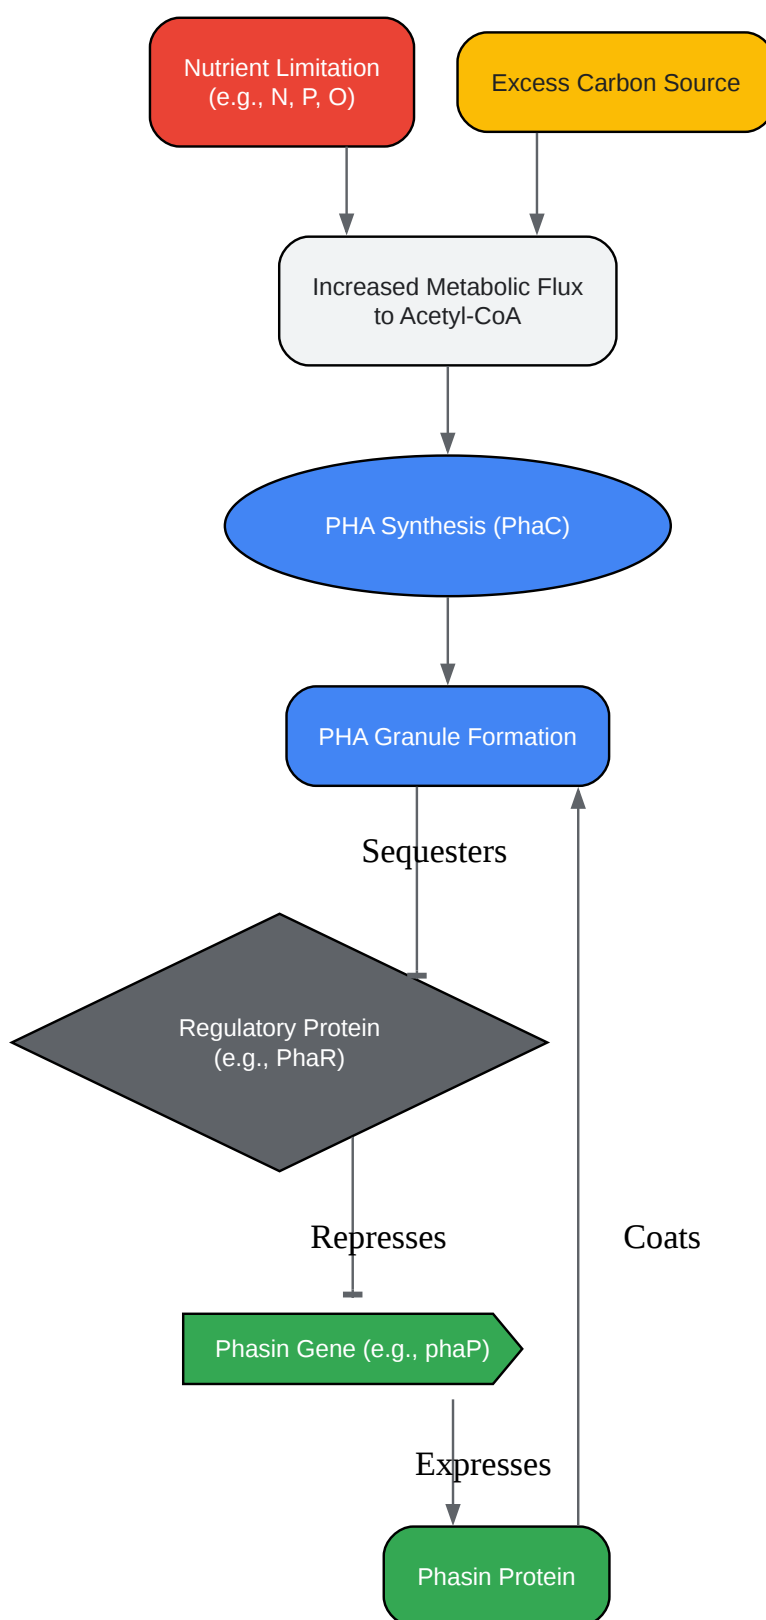 Nutrient Limitation
(e.g., N, P, O)
Excess Carbon Source
Increased Metabolic Flux
to Acetyl-CoA
PHA Synthesis (PhaC)
PHA Granule Formation
Sequesters
Regulatory Protein
(e.g., PhaR)
Represses
Coats
Phasin Gene (e.g., phaP)
Expresses
Phasin Protein